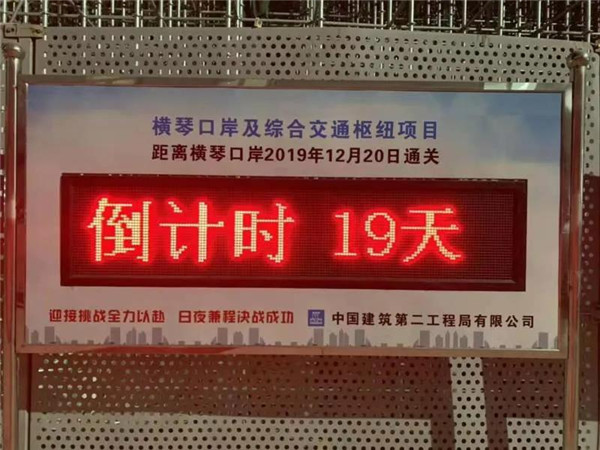 横琴口岸及综合交通枢纽项目
距离横琴口岸2019年12月20日通关
倒计时 19天
迎接挑战全力以赴 日夜兼程决战成功 中国建筑第二工程局有限公司